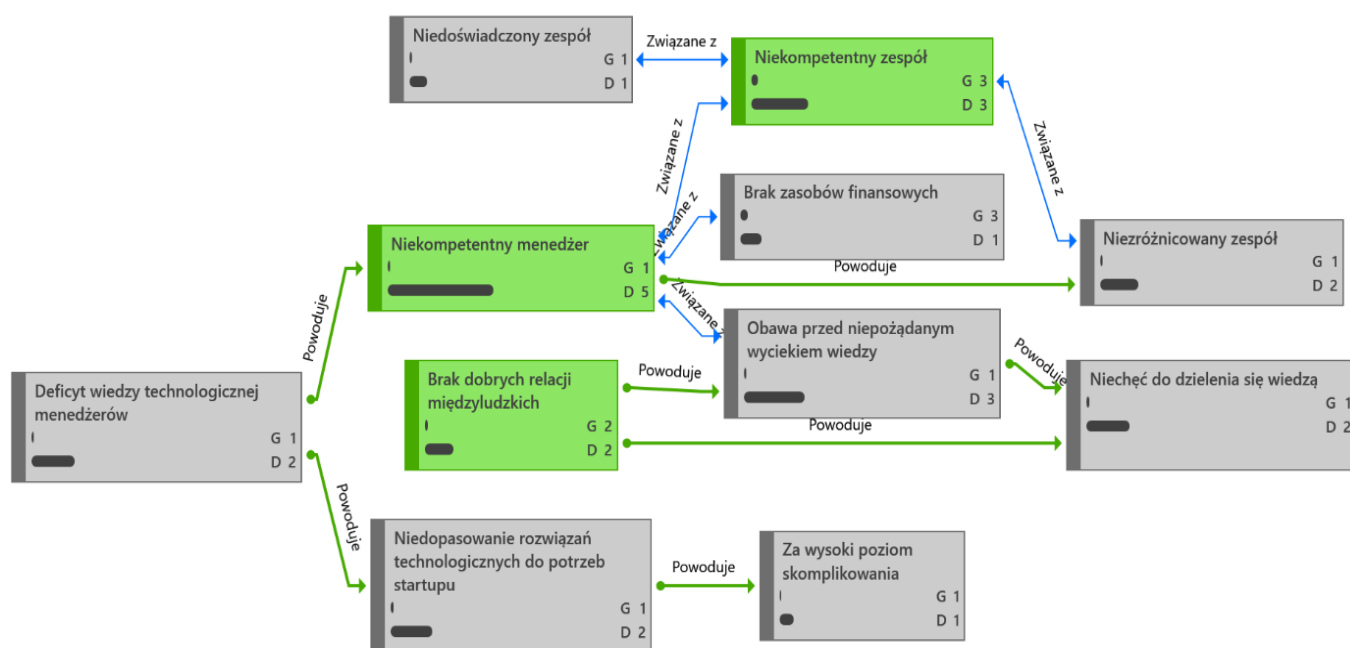 Niedoświadczony zespół
G 1
D 1
Związane z
Niekompetentny zespół
G 3
D 3
Związane z
Związane z
Brak zasobów finansowych
G 3
D 1
Związane z
Niekompetentny menedżer
G 1
D 5
Powoduje
Niezróżnicowany zespół
G 1
D 2
Powoduje
Związane z
Obawa przed niepożądanym
wyciekiem wiedzy
G 1
D 3
Powoduje
Deficyt wiedzy technologicznej
menedżerów
G 1
D 2
Brak dobrych relacji
międzyludzkich
G 2
D 2
Powoduje
Powoduje
Niechęć do dzielenia się wiedzą
G 1
D 2
Powoduje
Niedopasowanie rozwiązań
technologicznych do potrzeb
startupu
G 1
D 2
Powoduje
Za wysoki poziom
skomplikowania
G 1
D 1